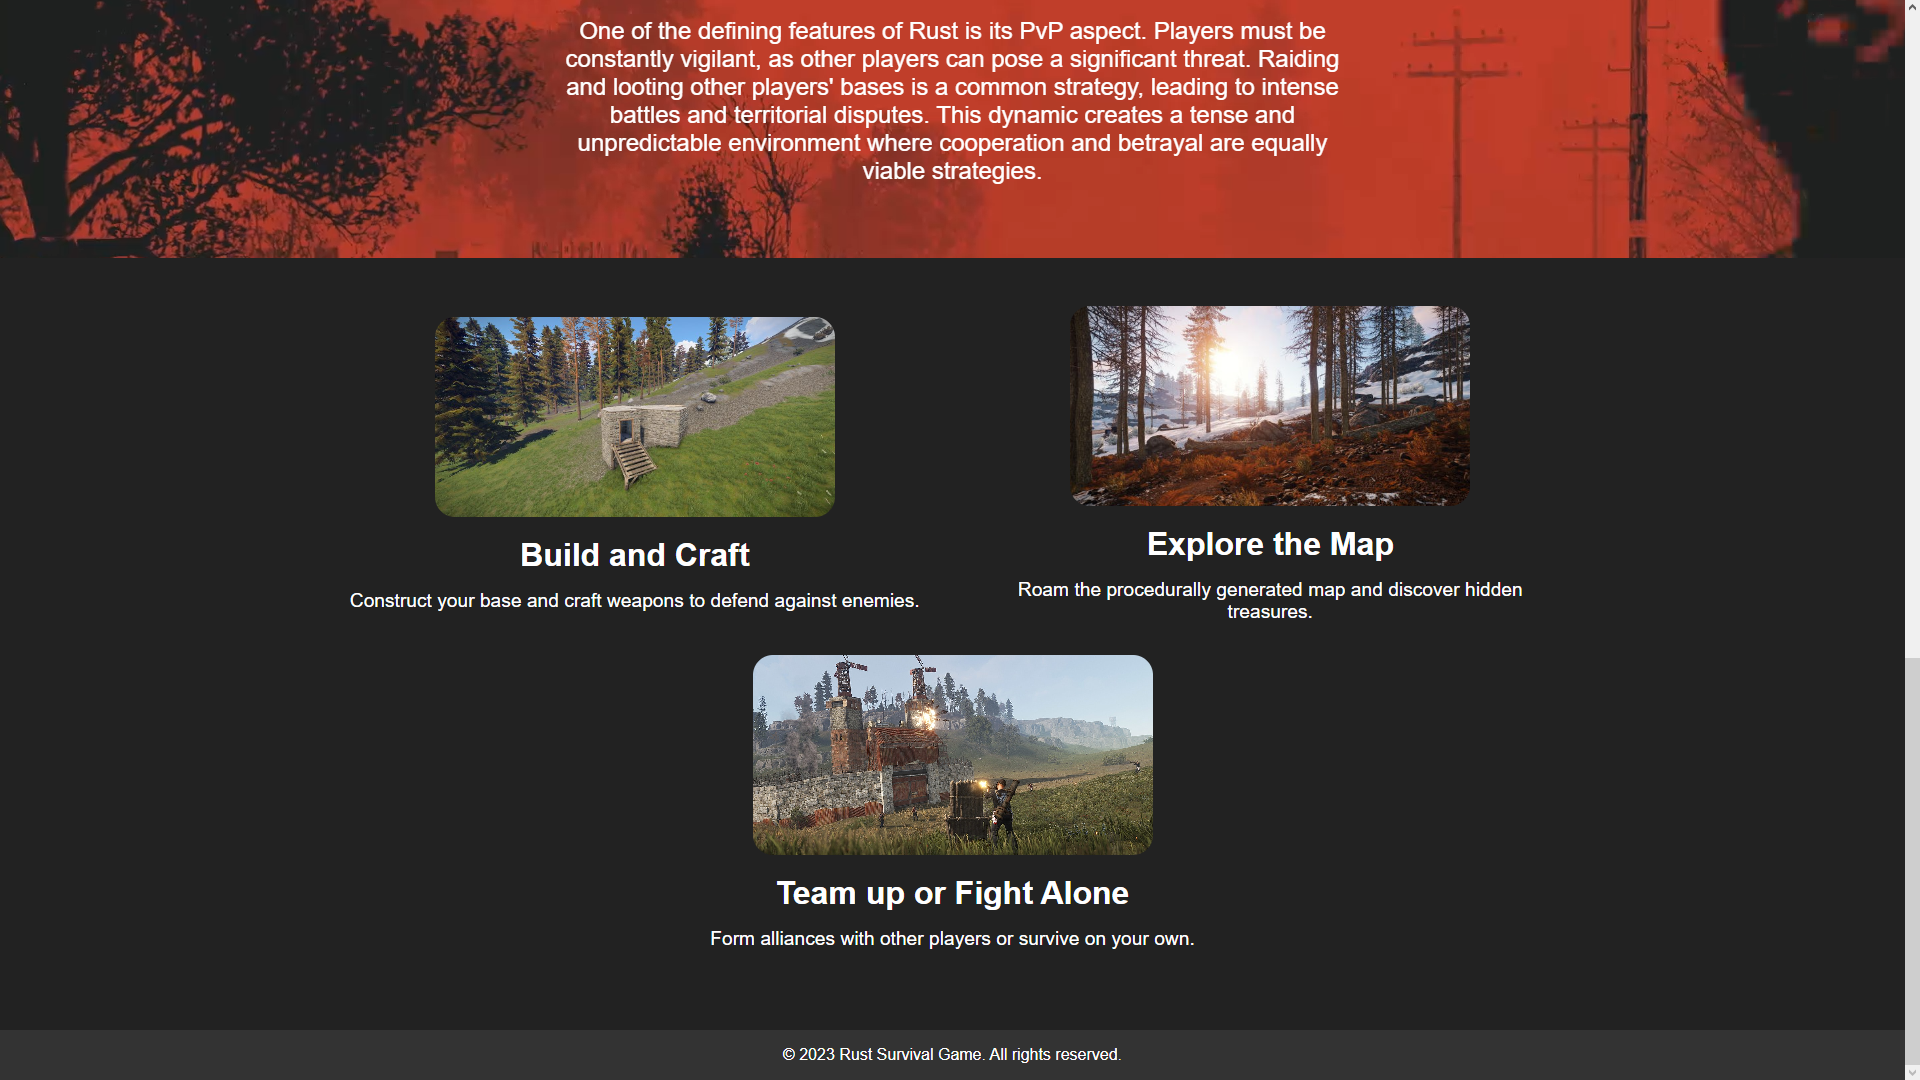 One of the defining features of Rust is its PvP aspect. Players must be
constantly vigilant, as other players can pose a significant threat. Raiding
and looting other players' bases is a common strategy, leading to intense
battles and territorial disputes. This dynamic creates a tense and
unpredictable environment where cooperation and betrayal are equally
viable strategies.
Build and Craft
Construct your base and craft weapons to defend against enemies.
Explore the Map
Roam the procedurally generated map and discover hidden
treasures.
Team up or Fight Alone
Form alliances with other players or survive on your own.
© 2023 Rust Survival Game. All rights reserved.